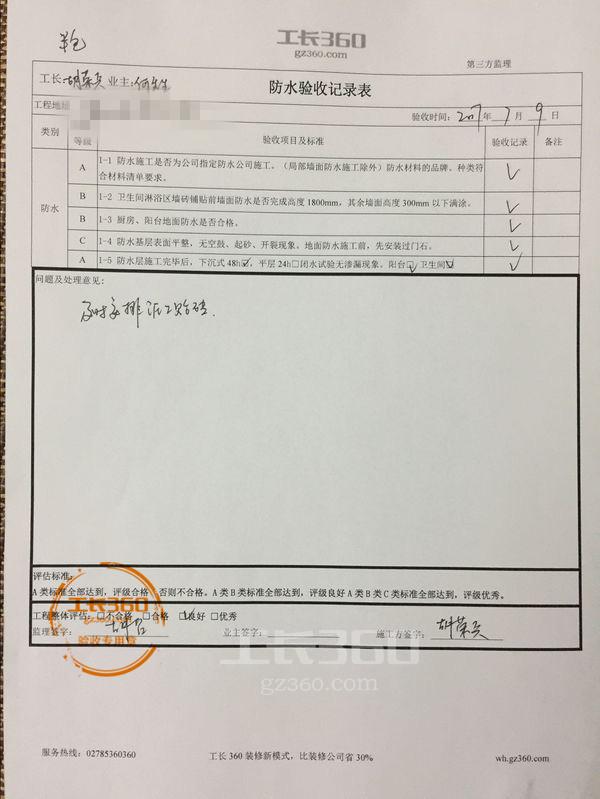 半包
工长360
gz360.com
第三方监理
工长:胡荣兵 业主:何先生
防水验收记录表
工程地址
验收时间: 2017年7月9日
类别 等级 验收项目及标准 验收记录 备注
防水
A 1-1 防水施工是否为公司指定防水公司施工。(局部墙面防水施工除外)防水材料的品牌、种类符合材料清单要求。 ✓
B 1-2 卫生间淋浴区墙砖铺贴前墙面防水是否完成高度 1800mm,其余墙面高度 300mm 以下满涂。 ✓
B 1-3 厨房、阳台地面防水是否合格。 ✓
C 1-4 防水基层表面平整,无空鼓、起砂、开裂现象。地面防水施工前,先安装过门石。 ✓
A 1-5 防水层施工完毕后,下沉式 48h☑,平层 24h□闭水试验无渗漏现象。阳台☑ 卫生间☑ ✓
问题及处理意见:
及时安排泥工贴砖.
评估标准:
A 类标准全部达到,评级合格,否则不合格。A 类 B 类标准全部达到,评级良好 A 类 B 类 C 类标准全部达到,评级优秀。
工程整体评估:□不合格 □合格 ☑良好 □优秀
监理签字: 业主签字: 施工方签字: 胡荣兵
工长360
验收专用章
工长360
gz360.com
服务热线:02785360360 工长 360 装修新模式,比装修公司省 30% wh.gz360.com